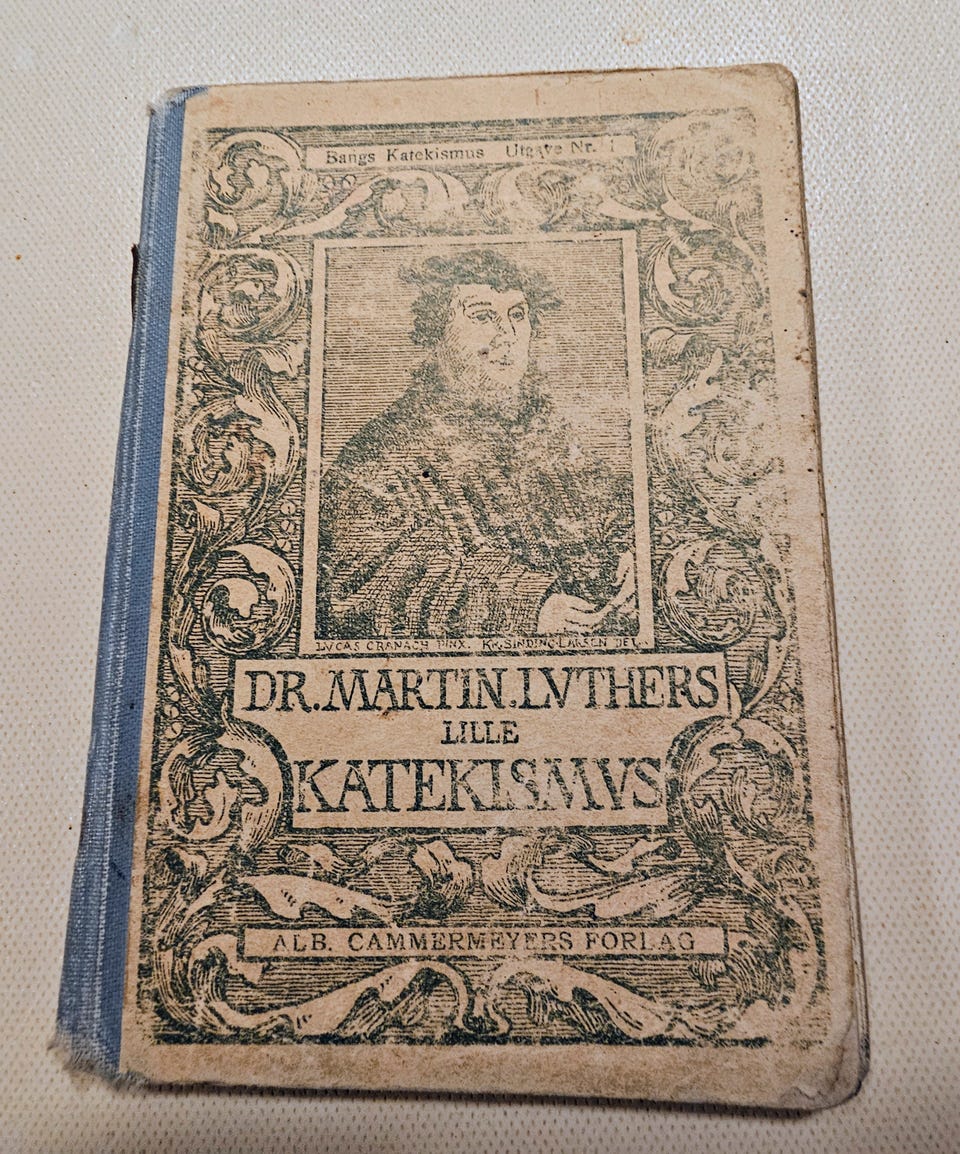 Bangs Katekismus Utgave Nr. 1
LVCAS CRANACH PINX. KR. SINDING-LARSEN DEL.
DR. MARTIN. LVTHERS
LILLE
KATEKISMVS
ALB. CAMMERMEYERS FORLAG